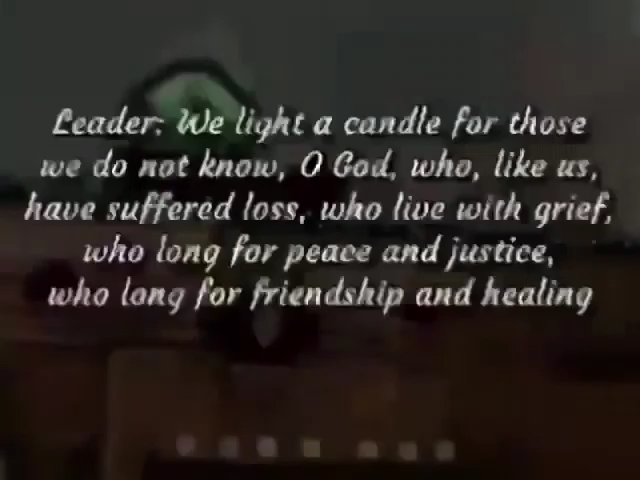 Leader: We light a candle for those
we do not know, O God, who, like us,
have suffered loss, who live with grief,
who long for peace and justice,
who long for friendship and healing